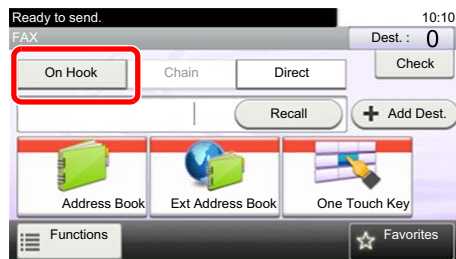 Ready to send. 10:10
FAX Dest. : 0
On Hook Chain Direct Check
Recall Add Dest.
Address Book Ext Address Book One Touch Key
Functions Favorites